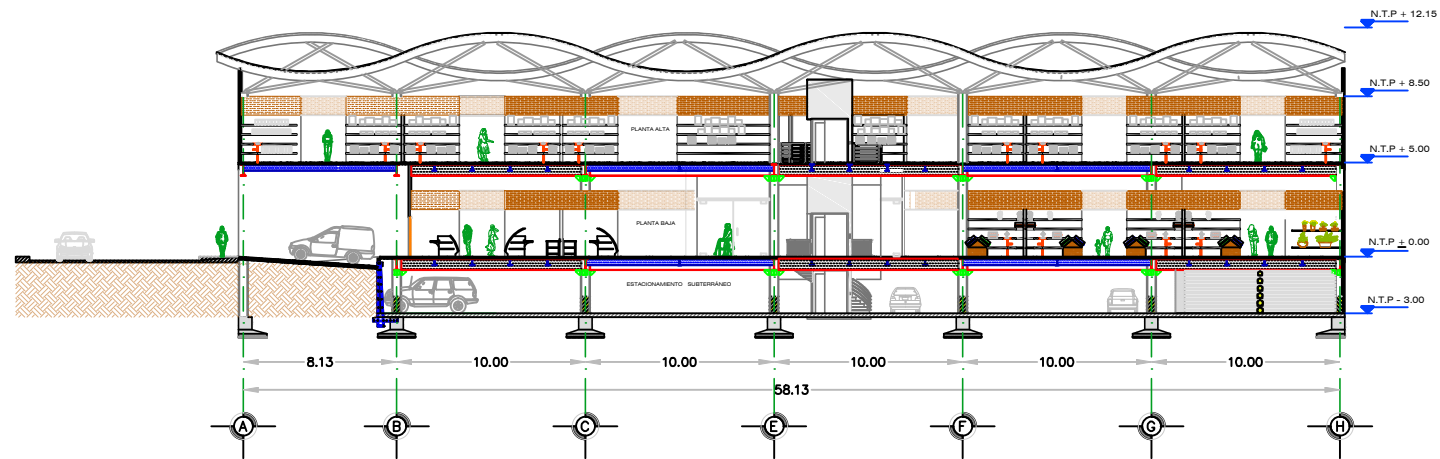 N.T.P + 12.15
N.T.P + 8.50
PLANTA ALTA
N.T.P + 5.00
PLANTA BAJA
N.T.P ± 0.00
ESTACIONAMIENTO SUBTERRÁNEO
N.T.P - 3.00
8.13 10.00 10.00 10.00 10.00 10.00
58.13
A B C E F G H